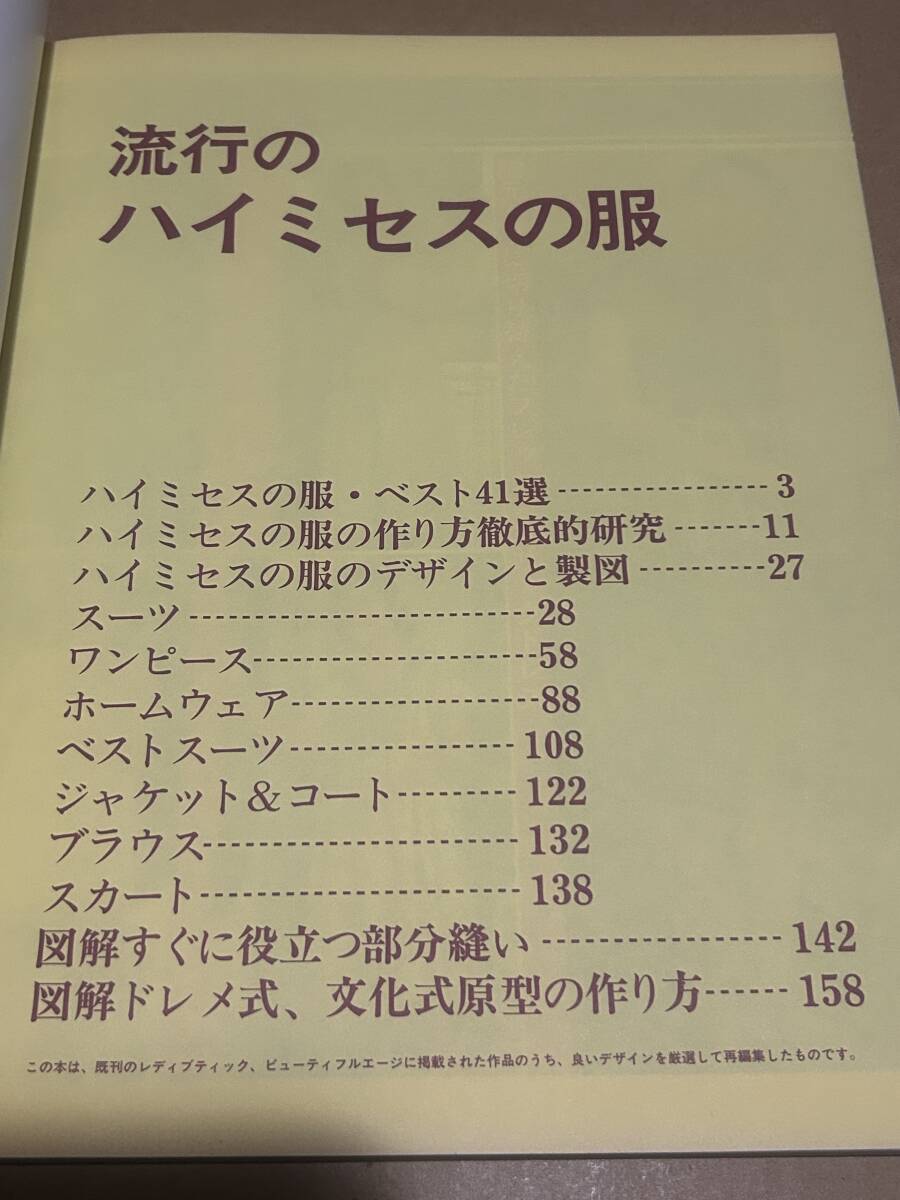 流行の
ハイミセスの服
ハイミセスの服・ベスト41選----------------- 3
ハイミセスの服の作り方徹底的研究-------11
ハイミセスの服のデザインと製図----------27
スーツ---------------------------28
ワンピース----------------------58
ホームウェア-------------------88
ベストスーツ----------------- 108
ジャケット＆コート--------- 122
ブラウス------------------------ 132
スカート------------------------ 138
図解すぐに役立つ部分縫い----------------- 142
図解ドレメ式、文化式原型の作り方------ 158
この本は、既刊のレディブティック、ビューティフルエージに掲載された作品のうち、良いデザインを厳選して再編集したものです。